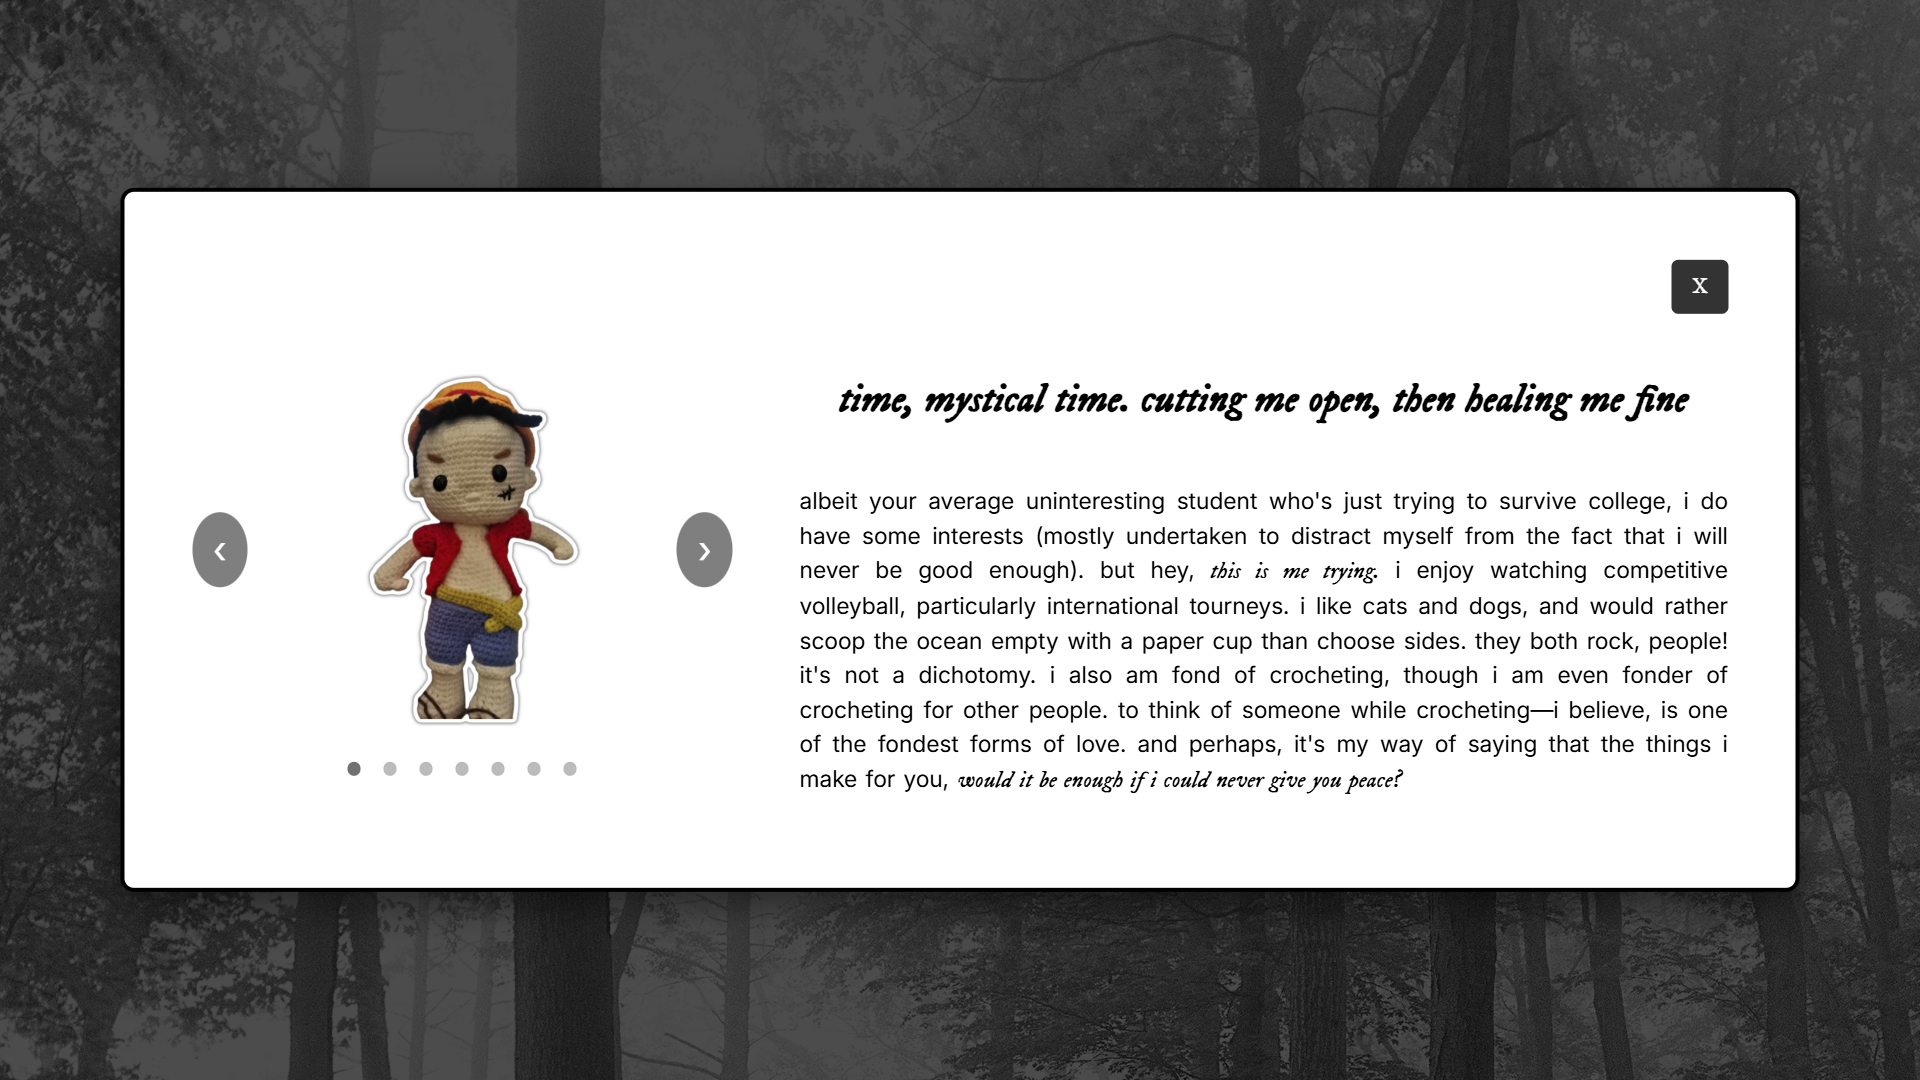 x
time, mystical time. cutting me open, then healing me fine
albeit your average uninteresting student who's just trying to survive college, i do
have some interests (mostly undertaken to distract myself from the fact that i will
never be good enough). but hey, this is me trying. i enjoy watching competitive
volleyball, particularly international tourneys. i like cats and dogs, and would rather
scoop the ocean empty with a paper cup than choose sides. they both rock, people!
it's not a dichotomy. i also am fond of crocheting, though i am even fonder of
crocheting for other people. to think of someone while crocheting—i believe, is one
of the fondest forms of love. and perhaps, it's my way of saying that the things i
make for you, would it be enough if i could never give you peace?